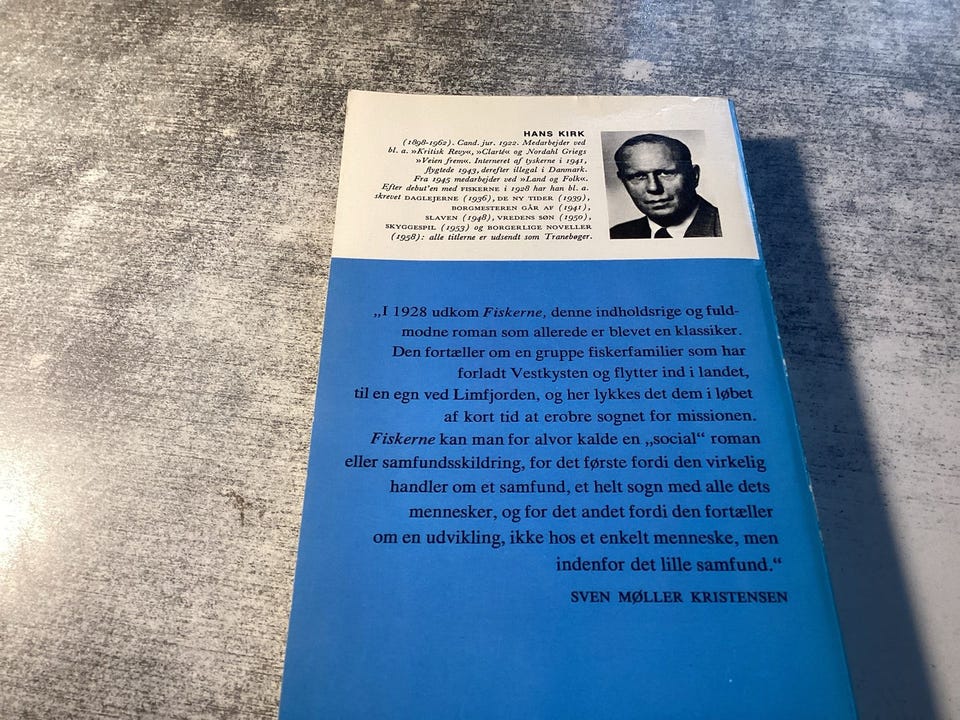 HANS KIRK
(1898-1962). Cand. jur. 1922. Medarbejder ved
bl. a. »Kritisk Revy«, »Clarté« og Nordahl Griegs
»Veien frem«. Interneret af tyskerne i 1941,
flygtede 1943, derefter illegal i Danmark.
Fra 1945 medarbejder ved »Land og Folk«.
Efter debut'en med FISKERNE i 1928 har han bl. a.
skrevet DAGLEJERNE (1936), DE NY TIDER (1939),
BORGMESTEREN GÅR AF (1941),
SLAVEN (1948), VREDENS SØN (1950),
SKYGGESPIL (1953) og BORGERLIGE NOVELLER
(1958): alle titlerne er udsendt som Tranebøger.
„I 1928 udkom Fiskerne, denne indholdsrige og fuld-
modne roman som allerede er blevet en klassiker.
Den fortæller om en gruppe fiskerfamilier som har
forladt Vestkysten og flytter ind i landet,
til en egn ved Limfjorden, og her lykkes det dem i løbet
af kort tid at erobre sognet for missionen.
Fiskerne kan man for alvor kalde en „social“ roman
eller samfundsskildring, for det første fordi den virkelig
handler om et samfund, et helt sogn med alle dets
mennesker, og for det andet fordi den fortæller
om en udvikling, ikke hos et enkelt menneske, men
indenfor det lille samfund.“
SVEN MØLLER KRISTENSEN